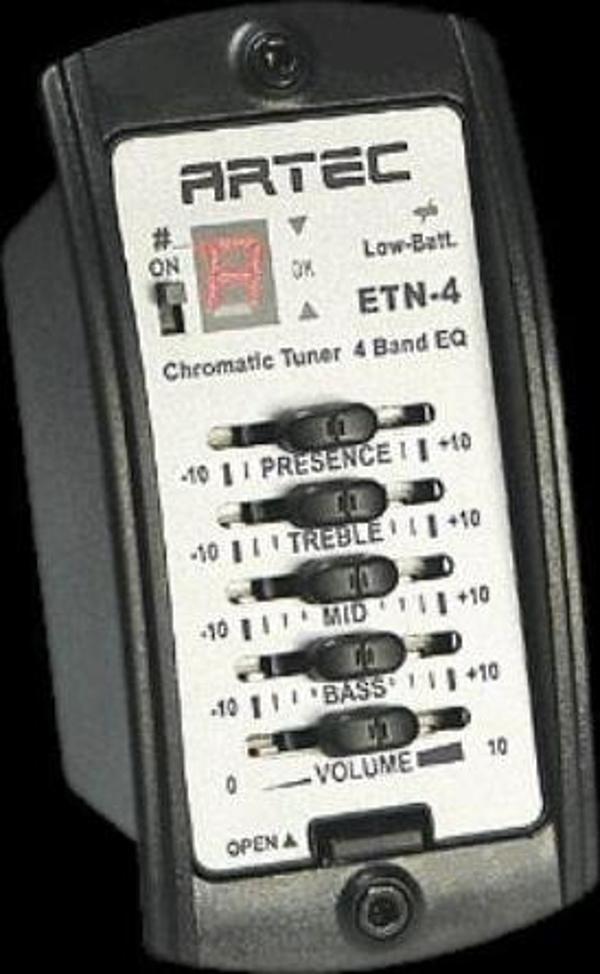 ARTEC
#
ON
A
OK
Low-Batt.
ETN-4
Chromatic Tuner 4 Band EQ
-10 PRESENCE +10
-10 TREBLE +10
-10 MID +10
-10 BASS +10
0 VOLUME 10
OPEN▲